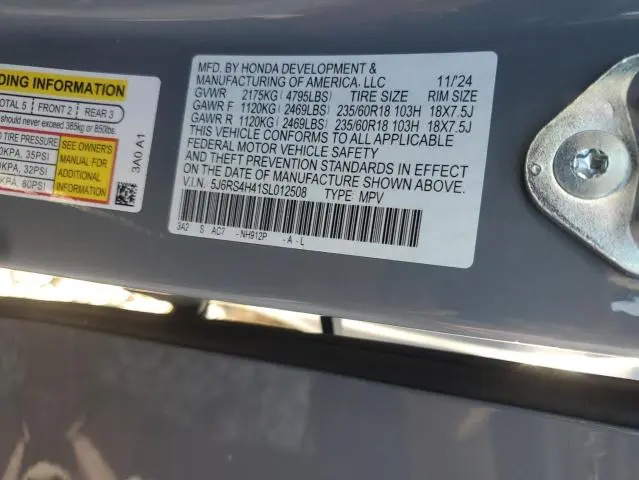 DING INFORMATION
OTAL 5 FRONT 2 REAR 3
should never exceed 385kg or 850lbs.
TIRE PRESSURE
0KPA, 35PSI
KPA, 32PSI
KPA, 60PSI
SEE OWNER'S
MANUAL FOR
ADDITIONAL
INFORMATION
3A0 A1
MFD. BY HONDA DEVELOPMENT &
MANUFACTURING OF AMERICA, LLC 11/'24
GVWR 2175KG ( 4795LBS) TIRE SIZE RIM SIZE
GAWR F 1120KG ( 2469LBS) 235/60R18 103H 18X7.5J
GAWR R 1120KG ( 2469LBS) 235/60R18 103H 18X7.5J
THIS VEHICLE CONFORMS TO ALL APPLICABLE
FEDERAL MOTOR VEHICLE SAFETY
STANDARDS IN EFFECT
ON THE DATE OF MANUFACTURE SHOWN ABOVE.
V.I.N. 5J6RS4H41SL012508 TYPE: MPV
3A2 S AC7 - NH912P - A - L